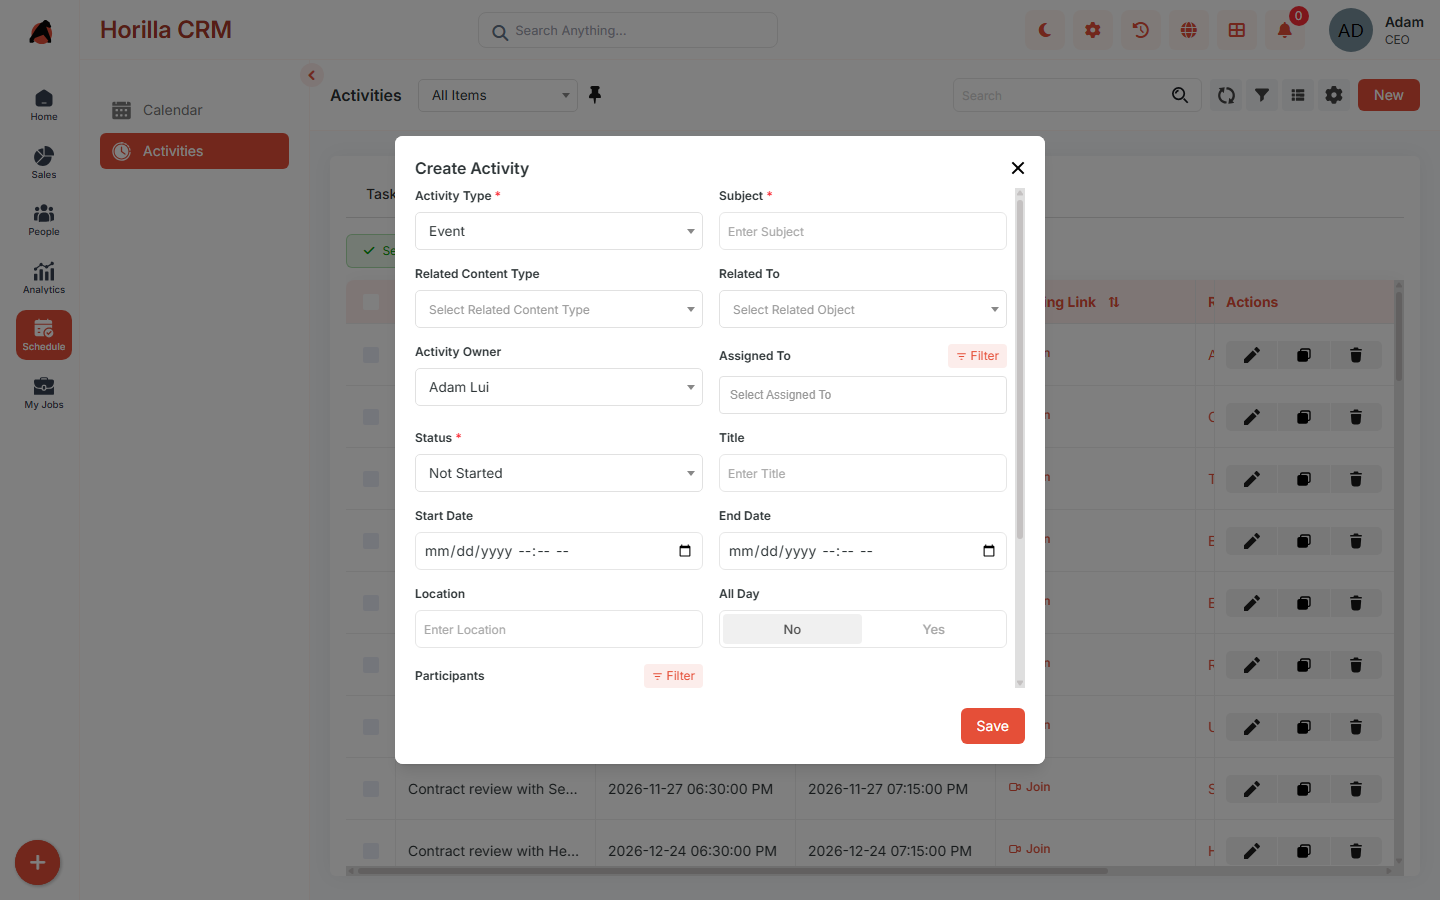 Horilla CRM
Search Anything...
0
AD
Adam
CEO
Home
Sales
People
Analytics
Schedule
My Jobs
Calendar
Activities
Activities
All Items
Search
New
Task
Create Activity
Activity Type *
Event
Subject *
Enter Subject
Related Content Type
Select Related Content Type
Related To
Select Related Object
Activity Owner
Adam Lui
Assigned To
Filter
Select Assigned To
Status *
Not Started
Title
Enter Title
Start Date
mm/dd/yyyy --:-- --
End Date
mm/dd/yyyy --:-- --
Location
Enter Location
All Day
No
Yes
Participants
Filter
Save
Link
Actions
Contract review with Se...
2026-11-27 06:30:00 PM
2026-11-27 07:15:00 PM
Join
Contract review with He...
2026-12-24 06:30:00 PM
2026-12-24 07:15:00 PM
Join